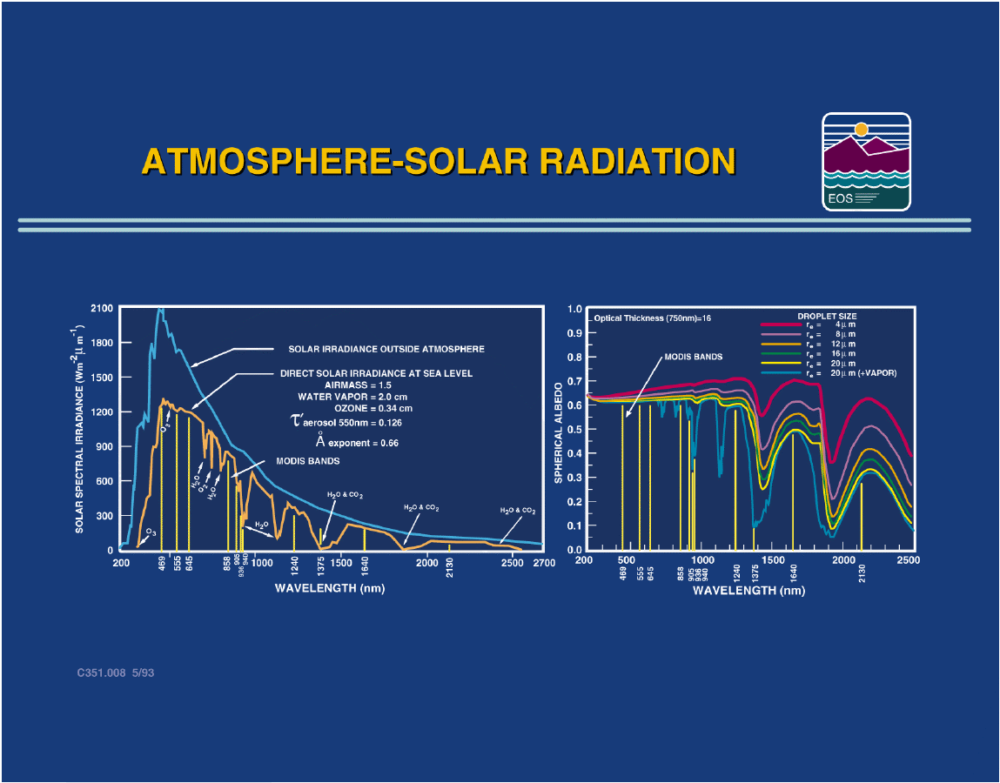 ATMOSPHERE-SOLAR RADIATION
EOS
SOLAR SPECTRAL IRRADIANCE (Wm-2 μ m-1)
2100
1800
1500
1200
900
600
300
0
SOLAR IRRADIANCE OUTSIDE ATMOSPHERE
DIRECT SOLAR IRRADIANCE AT SEA LEVEL
AIRMASS = 1.5
WATER VAPOR = 2.0 cm
OZONE = 0.34 cm
τ′aerosol 550nm = 0.126
Å exponent = 0.66
MODIS BANDS
O3
O3
H2O
O2
H2O
H2O
H2O & CO2
H2O & CO2
H2O & CO2
200 469 555 645 858 905 936 940 1000 1240 1375 1500 1640 2000 2130 2500 2700
WAVELENGTH (nm)
SPHERICAL ALBEDO
1.0
0.9
0.8
0.7
0.6
0.5
0.4
0.3
0.2
0.1
0.0
Optical Thickness (750nm)=16
DROPLET SIZE
re = 4 μ m
re = 8 μ m
re = 12 μ m
re = 16 μ m
re = 20 μ m
re = 20 μ m (+VAPOR)
MODIS BANDS
200 500 1000 1500 2000 2500
469 555 645 858 905 936 940 1240 1375 1640 2130
WAVELENGTH (nm)
C351.008 5/93